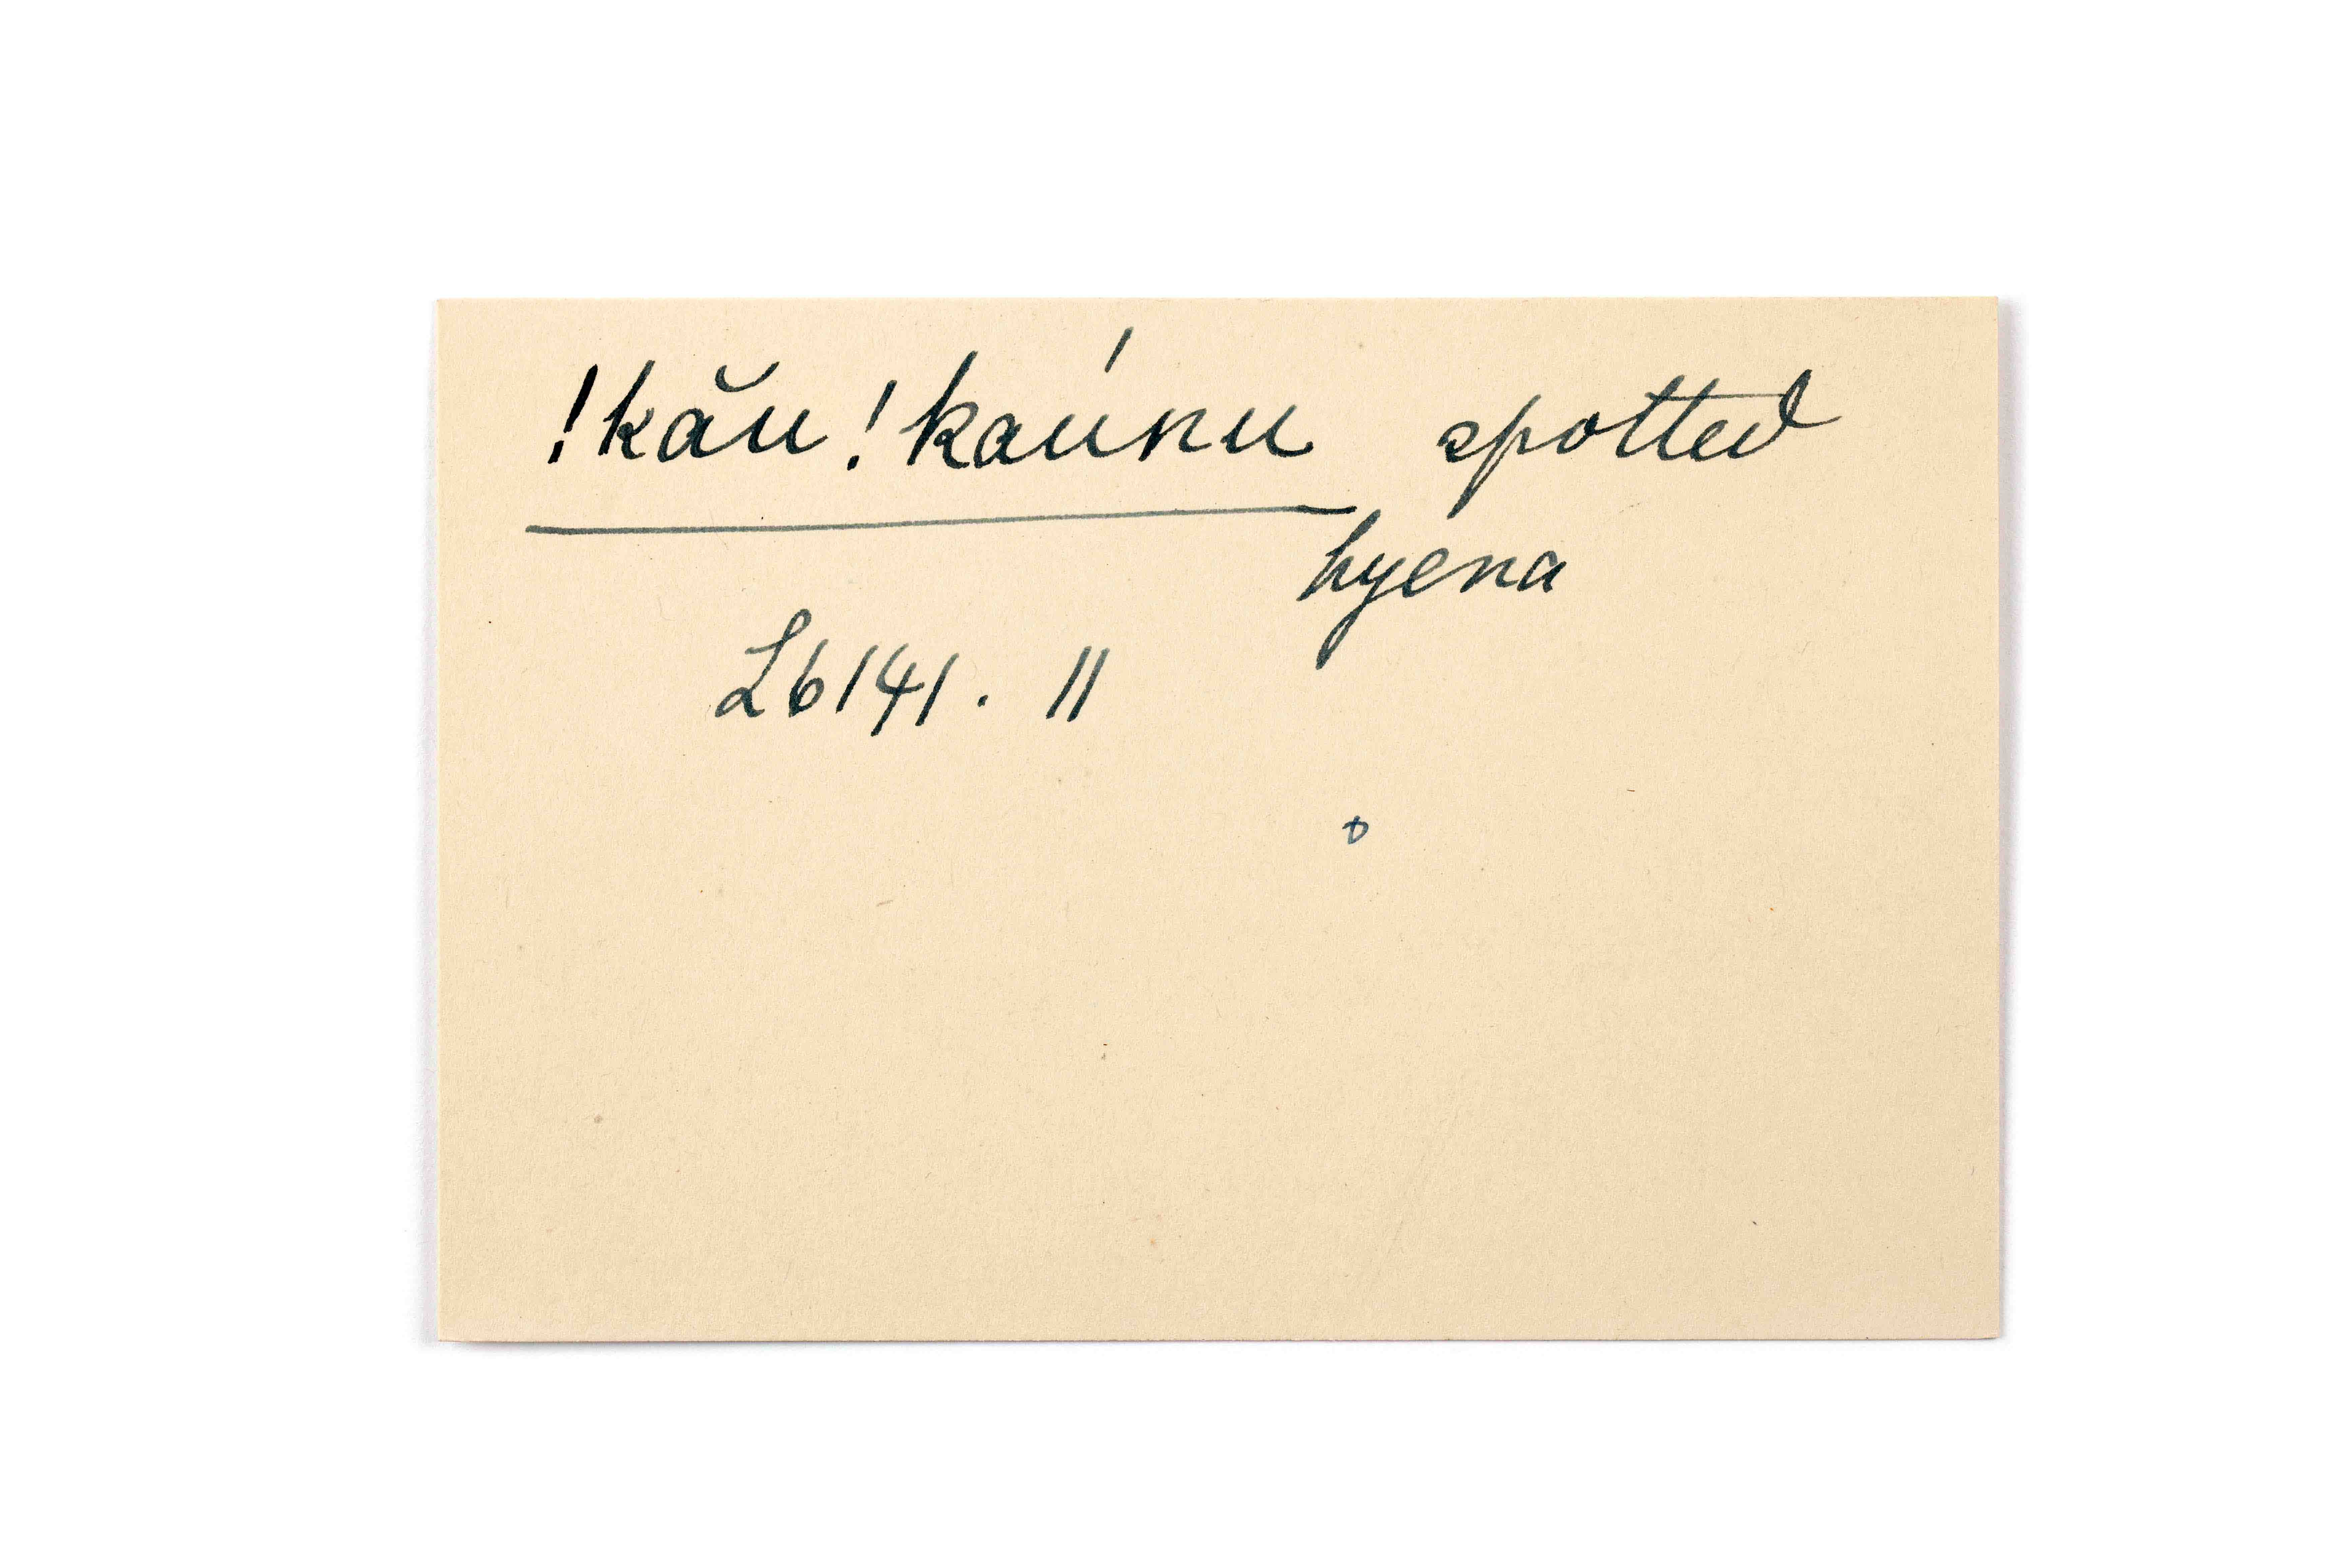 !kău!kaúnu spotted
hyena
L6141. 11